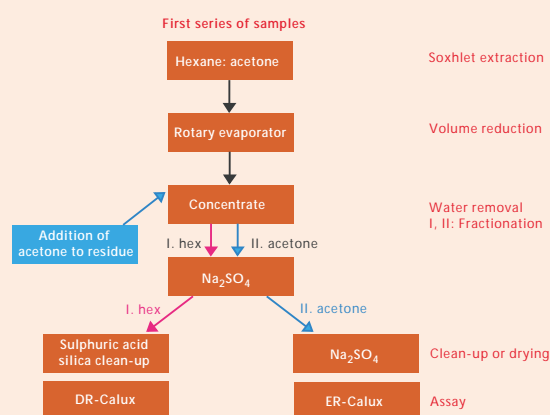 First series of samples
Hexane: acetone
Soxhlet extraction
Rotary evaporator
Volume reduction
Concentrate
Water removal
I, II: Fractionation
Addition of
acetone to residue
I. hex
II. acetone
Na₂SO₄
I. hex
II. acetone
Sulphuric acid
silica clean-up
Na₂SO₄
Clean-up or drying
DR-Calux
ER-Calux
Assay